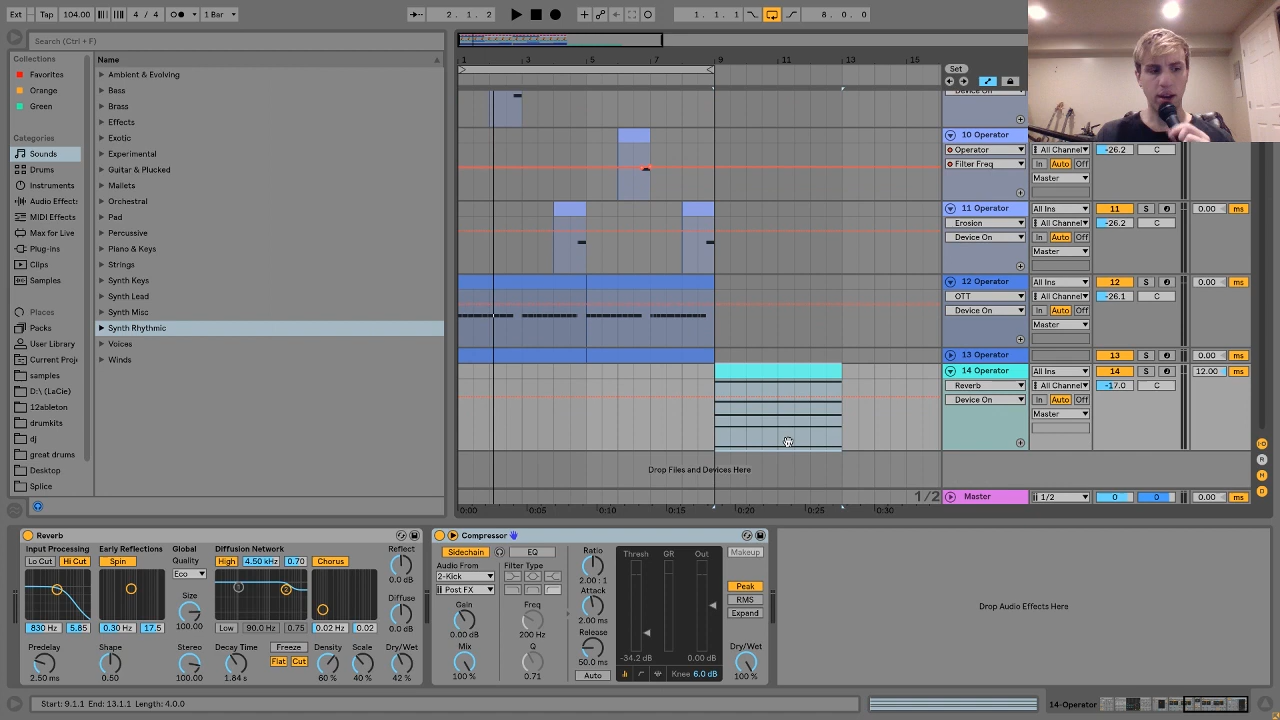 Ext Tap 104.00 4 / 4 1 Bar 2. 1. 2 1. 1. 1 8. 0. 0
Search (Ctrl + F)
Collections
Favorites
Orange
Green
Categories
Sounds
Drums
Instruments
Audio Effects
MIDI Effects
Max for Live
Plug-ins
Clips
Samples
Places
Packs
User Library
Current Proj
samples
D:\ (LaCie)
12ableton
drumkits
dj
great drums
Desktop
Splice
Name
Ambient & Evolving
Bass
Brass
Effects
Exotic
Experimental
Guitar & Plucked
Mallets
Orchestral
Pad
Percussive
Piano & Keys
Strings
Synth Keys
Synth Lead
Synth Misc
Synth Rhythmic
Voices
Winds
1 3 5 7 9 11 13 15
Set
Device On
10 Operator All Channel -26.2 C
Operator
Filter Freq In Auto Off
Master
11 Operator All Ins 11 S 0.00 ms
Erosion All Channel -26.2 C
Device On In Auto Off
Master
12 Operator All Ins 12 S 0.00 ms
OTT All Channel -26.1 C
Device On In Auto Off
Master
13 Operator 13 S 0.00 ms
14 Operator All Ins 14 S 12.00 ms
Reverb All Channel -17.0 C
Device On In Auto Off
Master
Drop Files and Devices Here
1/2 Master 1/2 0 0 0.00 ms
0:00 0:05 0:10 0:15 0:20 0:25 0:30
Reverb
Input Processing Early Reflections Global Diffusion Network Reflect
Lo Cut Hi Cut Spin Quality High 4.50 kHz 0.70 Chorus
Eco 0.0 dB
Size Diffuse
100.00
830 Hz 5.85 0.30 Hz 17.5 Low 90.0 Hz 0.75 0.02 Hz 0.02 0.0 dB
Predelay Shape Stereo Decay Time Freeze Density Scale Dry/Wet
Flat Cut
2.50 ms 0.50 100.00 1.84 s 60 % 40 % 42 %
Compressor
Sidechain EQ Ratio Thresh GR Out Makeup
Audio From Filter Type
2-Kick 2.00 : 1
Post FX Attack Peak
Gain Freq RMS
2.00 ms Expand
0.00 dB 200 Hz Release
Mix Q Dry/Wet
50.0 ms -34.2 dB 0.00 dB
100 % 0.71 Auto Knee 6.0 dB 100 %
Drop Audio Effects Here
Start: 9.1.1 End: 13.1.1 Length: 4.0.0
14-Operator